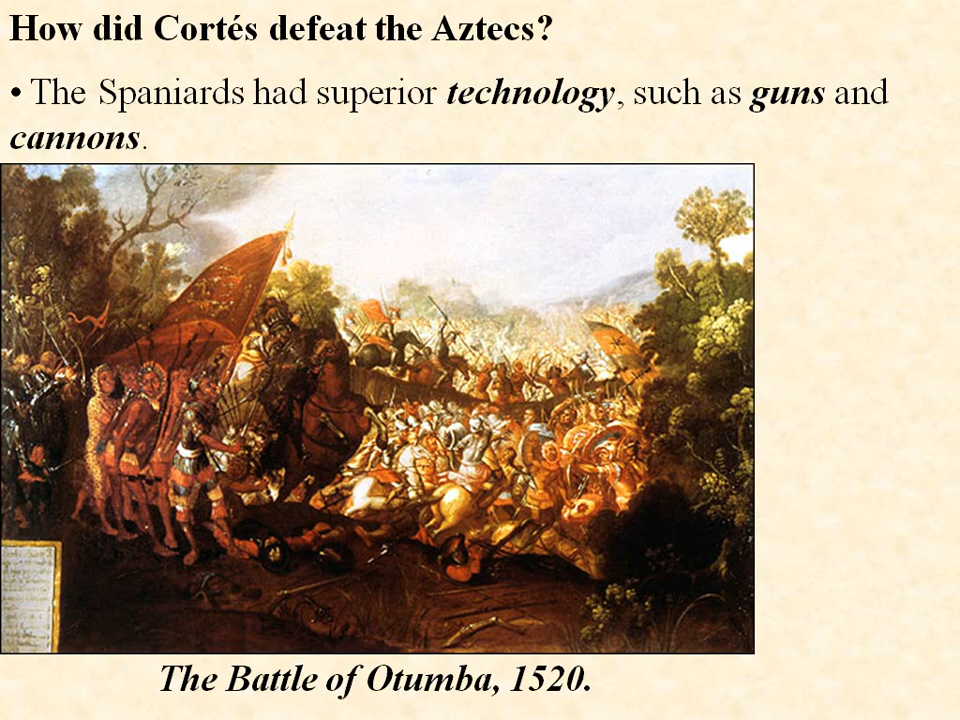 How did Cortés defeat the Aztecs?
• The Spaniards had superior technology, such as guns and
cannons.
The Battle of Otumba, 1520.